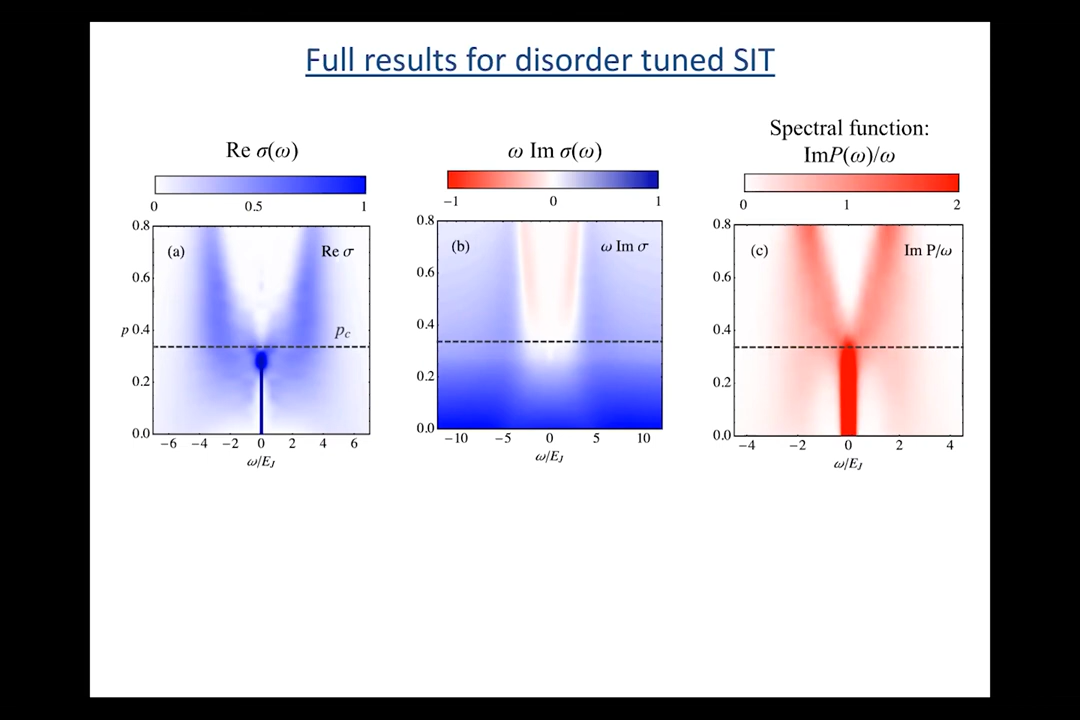 Full results for disorder tuned SIT
Re σ(ω)
0 0.5 1
0.8
(a) Re σ
0.6
p 0.4
p_c
0.2
0.0
−6 −4 −2 0 2 4 6
ω/E_J
ω Im σ(ω)
−1 0 1
0.8
(b) ω Im σ
0.6
0.4
0.2
0.0
−10 −5 0 5 10
ω/E_J
Spectral function:
ImP(ω)/ω
0 1 2
0.8
(c) Im P/ω
0.6
0.4
0.2
0.0
−4 −2 0 2 4
ω/E_J